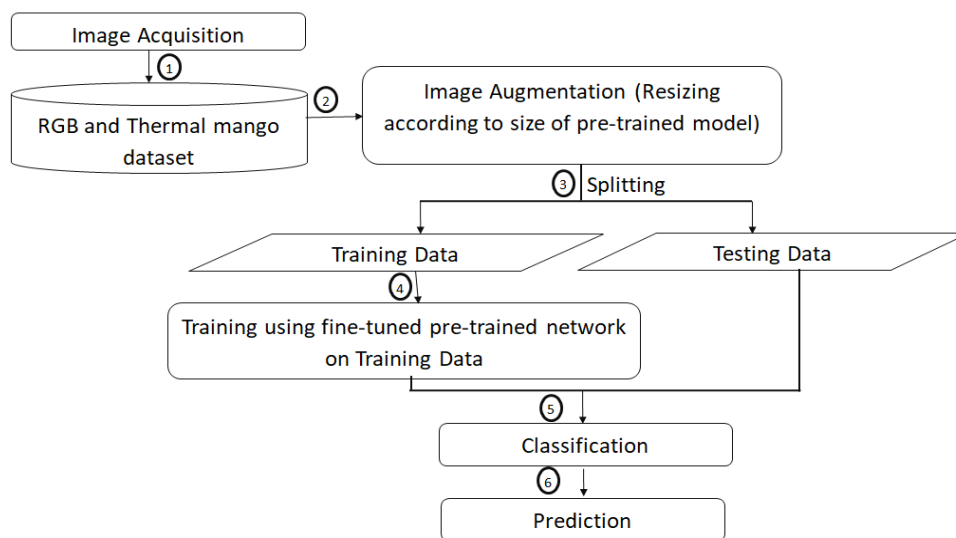 Image Acquisition
1
RGB and Thermal mango
dataset
2
Image Augmentation (Resizing
according to size of pre-trained model)
3 Splitting
Training Data
Testing Data
4
Training using fine-tuned pre-trained network
on Training Data
5
Classification
6
Prediction